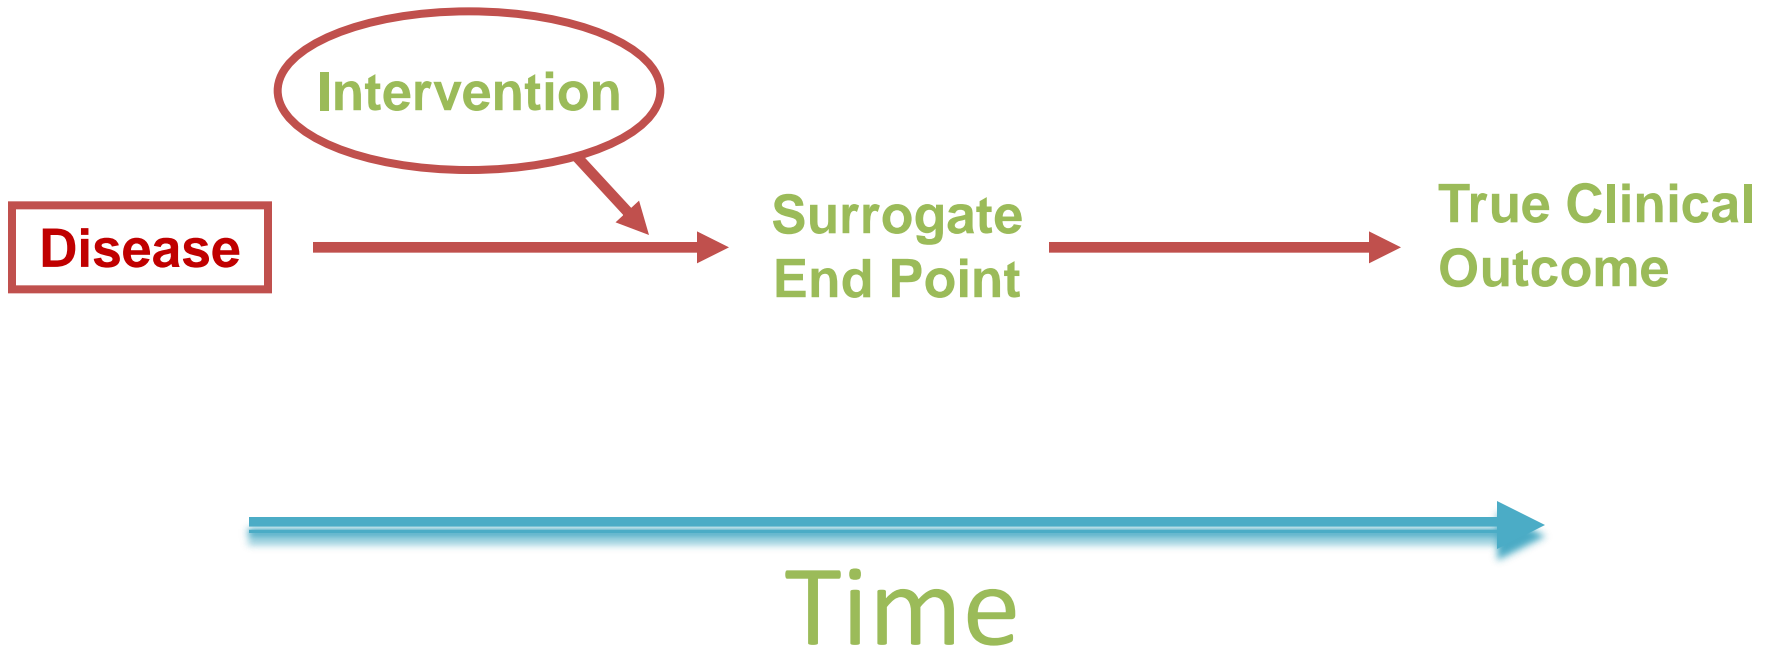 Intervention
Disease
Surrogate
End Point
True Clinical
Outcome
Time